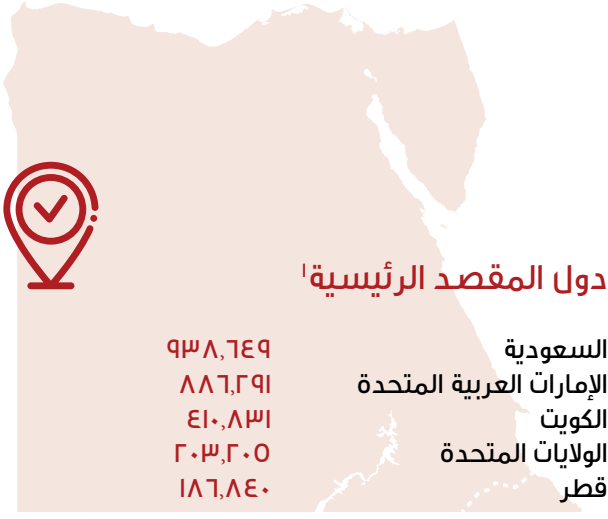 دول المقصد الرئيسية١
السعودية ٩٣٨,٦٤٩
الإمارات العربية المتحدة ٨٨٦,٢٩١
الكويت ٤١٠,٨٣١
الولايات المتحدة ٢٠٣,٢٠٥
قطر ١٨٦,٨٤٠